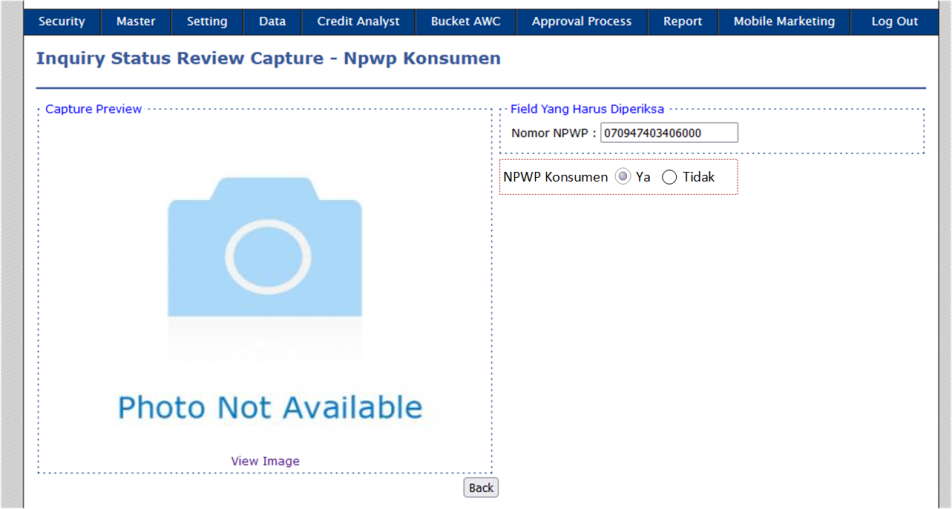 Security Master Setting Data Credit Analyst Bucket AWC Approval Process Report Mobile Marketing Log Out
Inquiry Status Review Capture - Npwp Konsumen
Capture Preview
Photo Not Available
View Image
Field Yang Harus Diperiksa
Nomor NPWP : 070947403406000
NPWP Konsumen Ya Tidak
Back